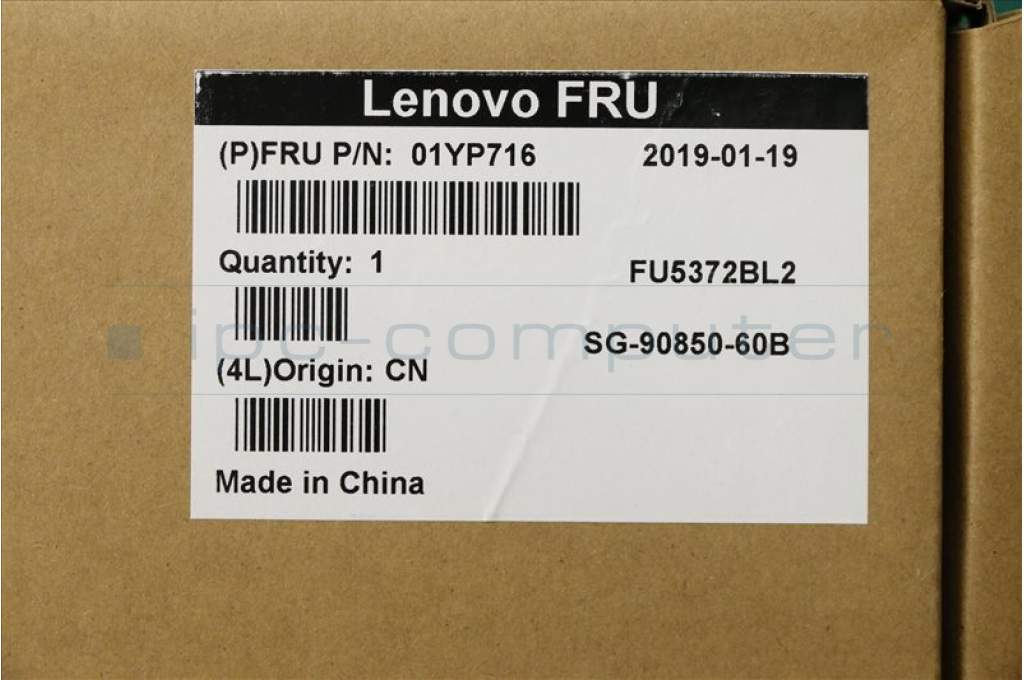 Lenovo FRU
(P)FRU P/N: 01YP716
2019-01-19
Quantity: 1
FU5372BL2
ipc-computer
SG-90850-60B
(4L)Origin: CN
Made in China